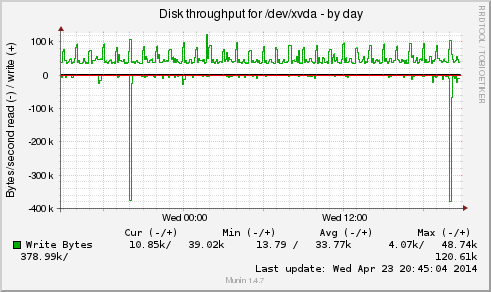 Disk throughput for /dev/xvda - by day
RRDTOOL / TOBI OETIKER
Bytes/second read (-) / write (+)
100 k
0
-100 k
-200 k
-300 k
-400 k
Wed 00:00 Wed 12:00
Cur (-/+) Min (-/+) Avg (-/+) Max (-/+)
Write Bytes 10.85k/ 39.02k 13.79 / 33.77k 4.07k/ 48.74k
378.99k/ 120.61k
Last update: Wed Apr 23 20:45:04 2014
Munin 1.4.7